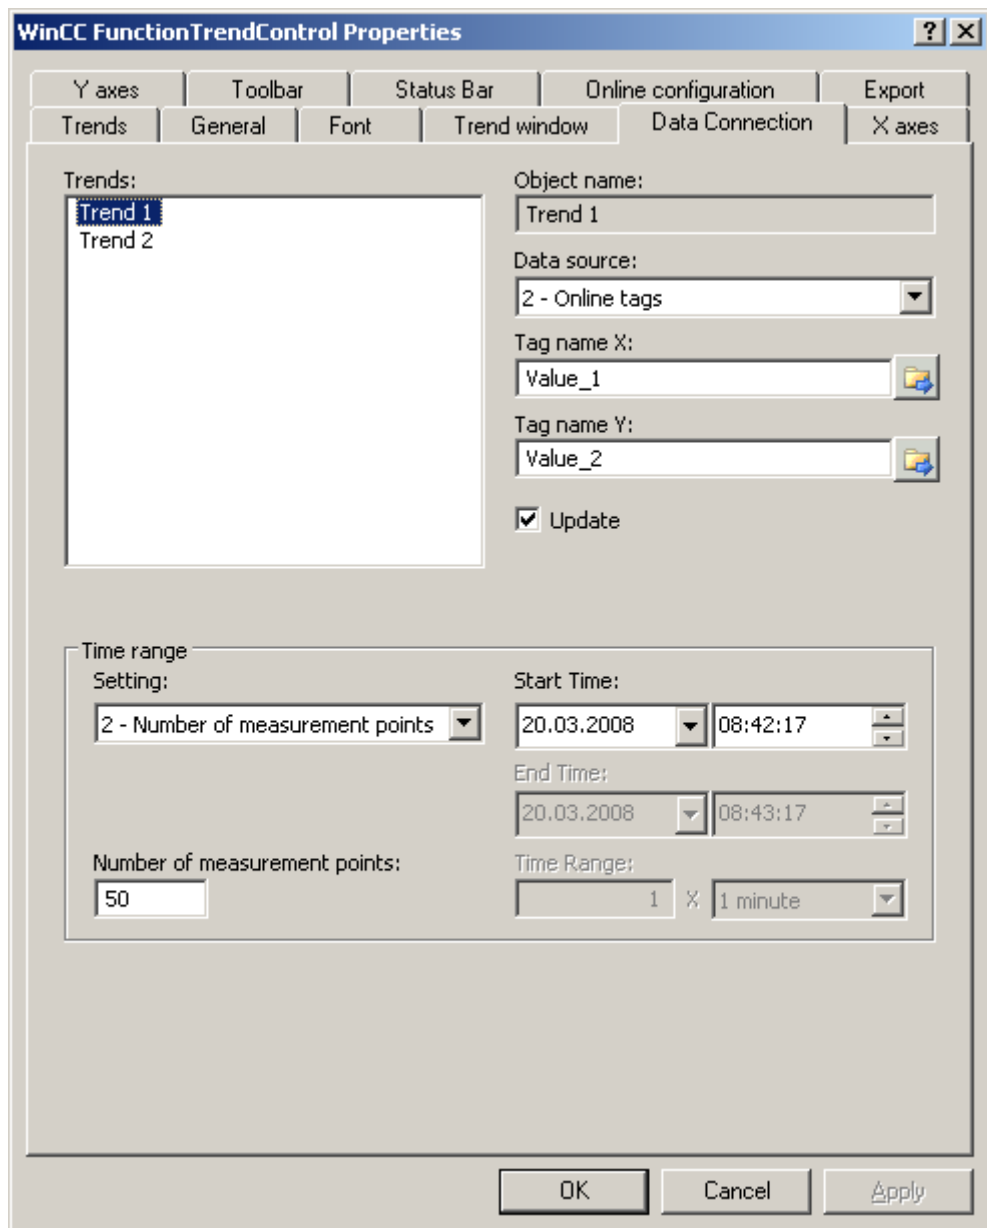 WinCC FunctionTrendControl Properties
Y axes Toolbar Status Bar Online configuration Export
Trends General Font Trend window Data Connection X axes
Trends:
Trend 1
Trend 2
Object name:
Trend 1
Data source:
2 - Online tags
Tag name X:
Value_1
Tag name Y:
Value_2
Update
Time range
Setting:
2 - Number of measurement points
Number of measurement points:
50
Start Time:
20.03.2008 08:42:17
End Time:
20.03.2008 08:43:17
Time Range:
1 X 1 minute
OK Cancel Apply